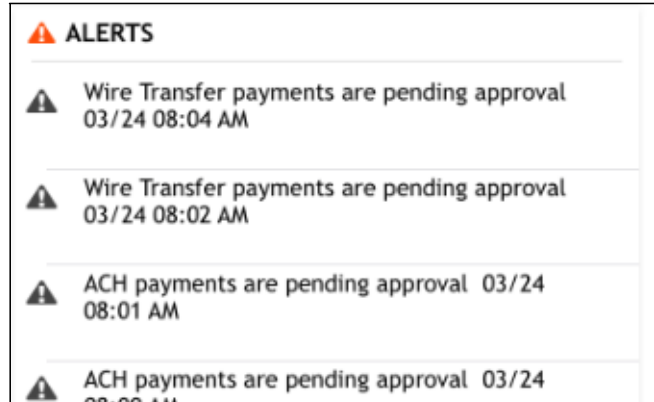 ALERTS
Wire Transfer payments are pending approval
03/24 08:04 AM
Wire Transfer payments are pending approval
03/24 08:02 AM
ACH payments are pending approval 03/24
08:01 AM
ACH payments are pending approval 03/24